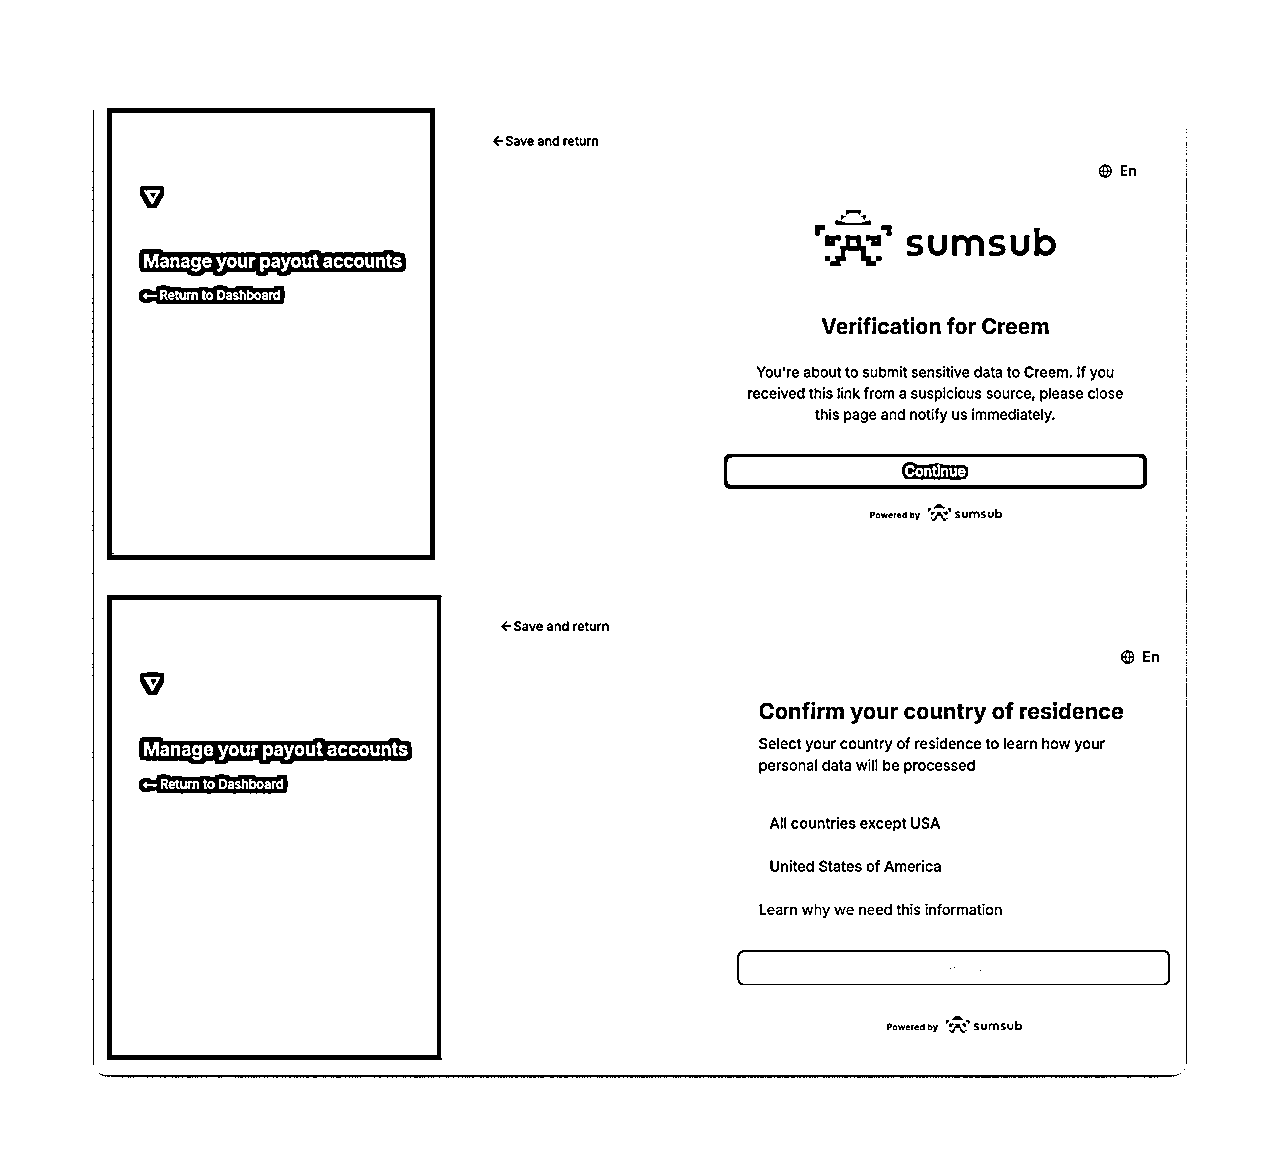 Manage your payout accounts
← Return to Dashboard
← Save and return
En
sumsub
Verification for Creem
You're about to submit sensitive data to Creem. If you
received this link from a suspicious source, please close
this page and notify us immediately.
Continue
Powered by sumsub
Manage your payout accounts
← Return to Dashboard
← Save and return
En
Confirm your country of residence
Select your country of residence to learn how your
personal data will be processed
All countries except USA
United States of America
Learn why we need this information
Powered by sumsub